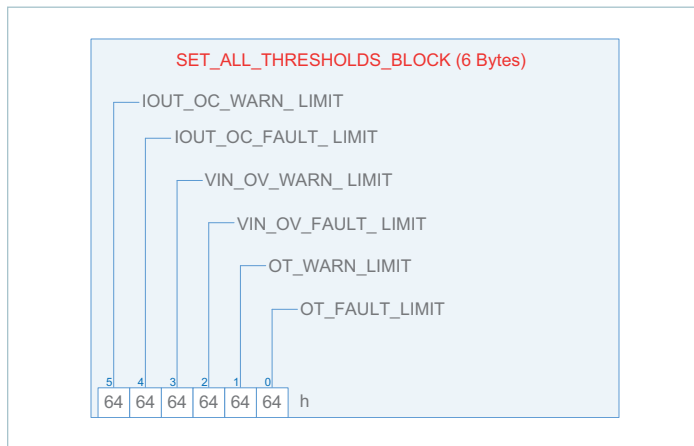 SET_ALL_THRESHOLDS_BLOCK (6 Bytes)
IOUT_OC_WARN_ LIMIT
IOUT_OC_FAULT_ LIMIT
VIN_OV_WARN_ LIMIT
VIN_OV_FAULT_ LIMIT
OT_WARN_LIMIT
OT_FAULT_LIMIT
5 4 3 2 1 0
64 64 64 64 64 64 h